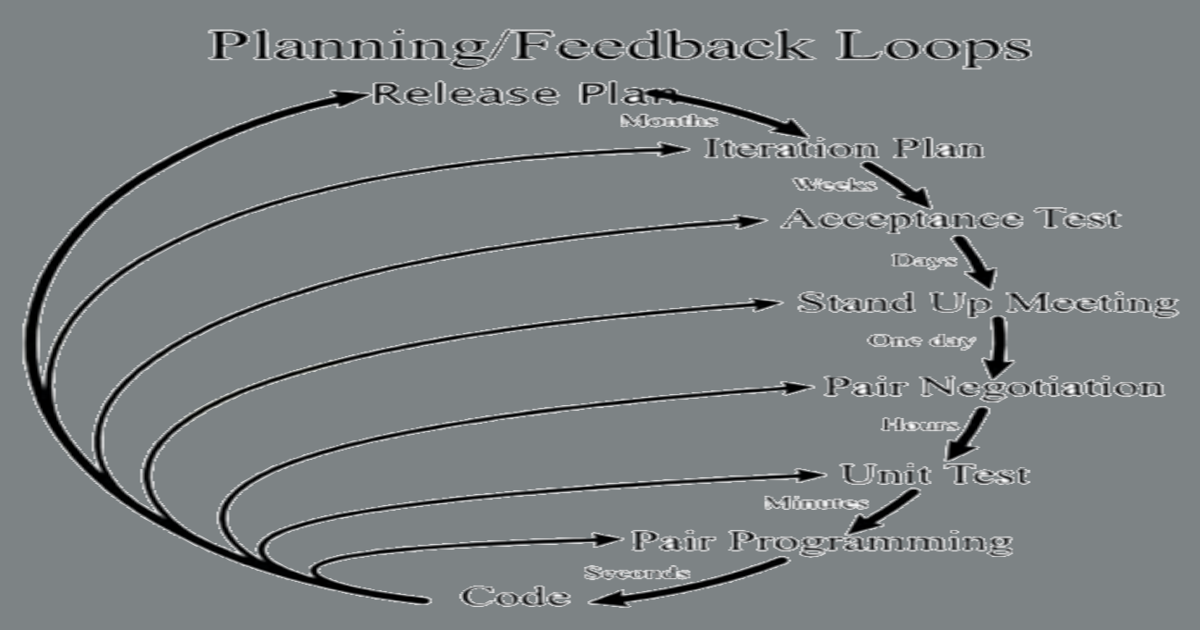 Planning/Feedback Loops
Release Plan
Months
Iteration Plan
Weeks
Acceptance Test
Days
Stand Up Meeting
One day
Pair Negotiation
Hours
Unit Test
Minutes
Pair Programming
Seconds
Code